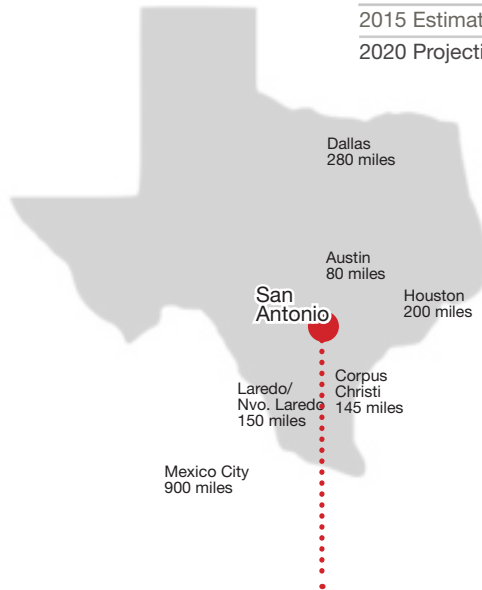 2015 Estimat
2020 Projecti
Dallas
280 miles
Austin
80 miles
San
Antonio
Houston
200 miles
Laredo/
Nvo. Laredo
150 miles
Corpus
Christi
145 miles
Mexico City
900 miles